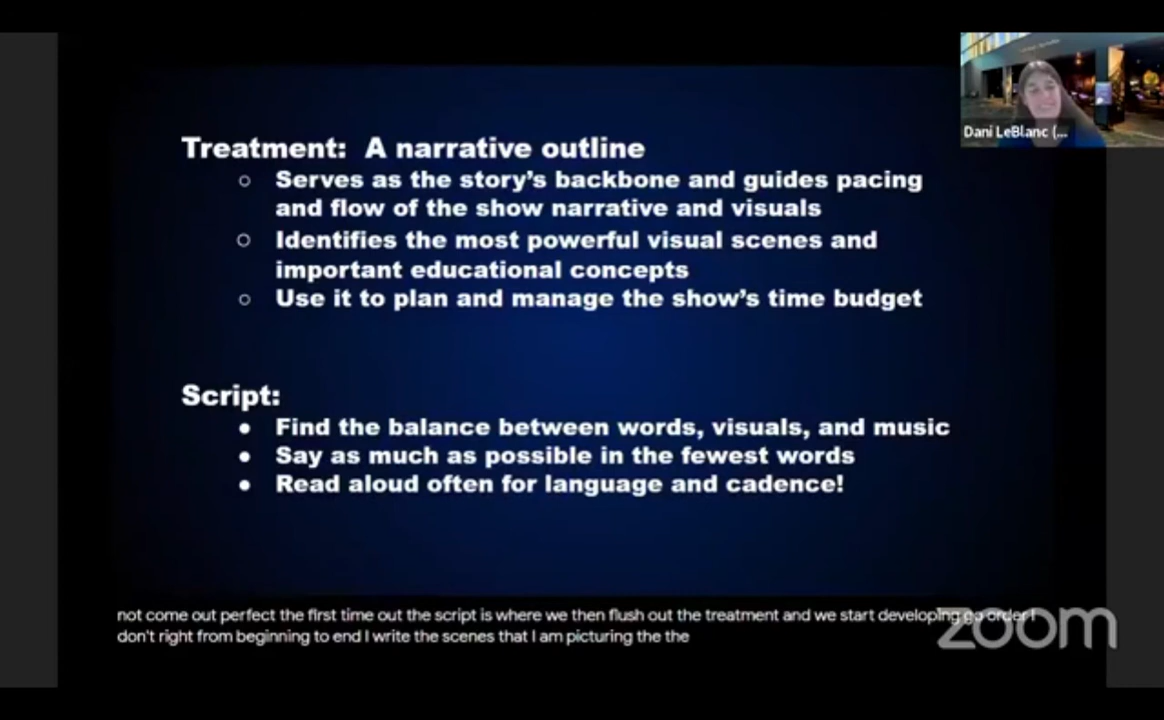 Dani LeBlanc (...
Treatment: A narrative outline
Serves as the story's backbone and guides pacing
and flow of the show narrative and visuals
Identifies the most powerful visual scenes and
important educational concepts
Use it to plan and manage the show's time budget
Script:
Find the balance between words, visuals, and music
Say as much as possible in the fewest words
Read aloud often for language and cadence!
not come out perfect the first time out the script is where we then flush out the treatment and we start developing go order I
don't right from beginning to end I write the scenes that I am picturing the the
zoom